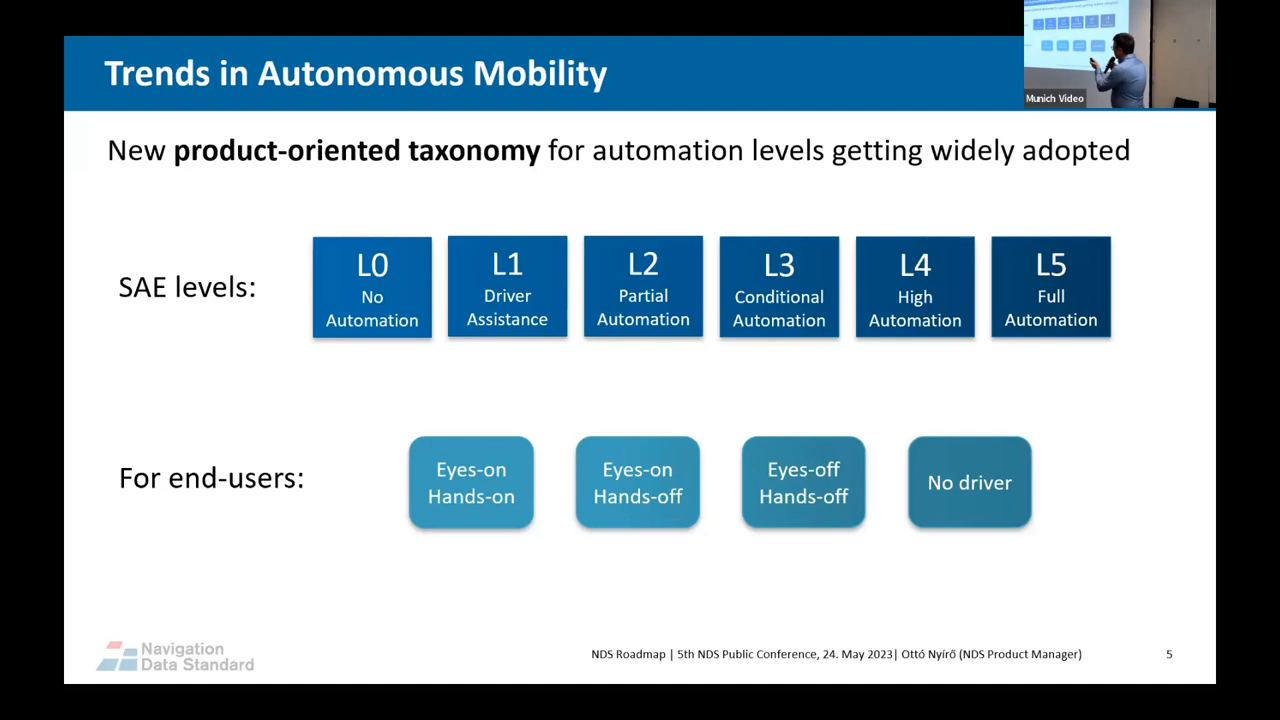 Trends in Autonomous Mobility
Munich Video
New product-oriented taxonomy for automation levels getting widely adopted
SAE levels:
L0
No
Automation
L1
Driver
Assistance
L2
Partial
Automation
L3
Conditional
Automation
L4
High
Automation
L5
Full
Automation
For end-users:
Eyes-on
Hands-on
Eyes-on
Hands-off
Eyes-off
Hands-off
No driver
Navigation
Data Standard
NDS Roadmap | 5th NDS Public Conference, 24. May 2023| Ottó Nyírő (NDS Product Manager)
5